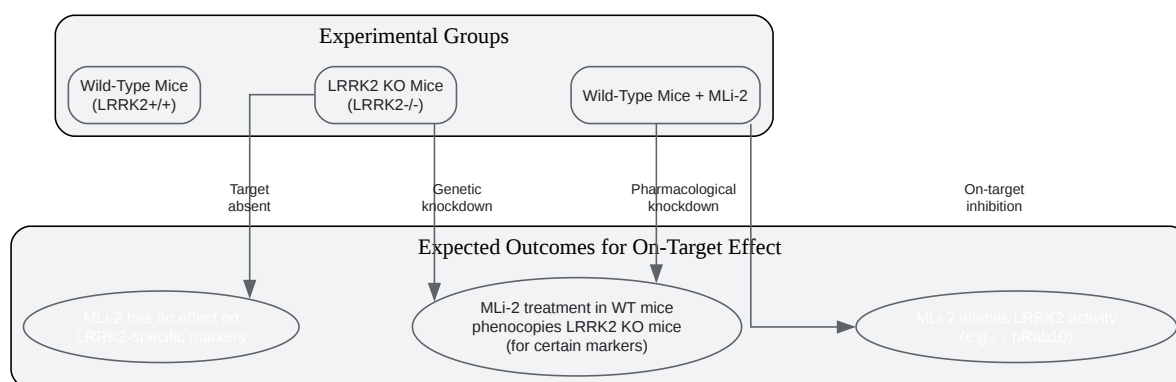 Experimental Groups
Wild-Type Mice
(LRRK2+/+)
LRRK2 KO Mice
(LRRK2-/-)
Wild-Type Mice + MLi-2
Target
absent
Genetic
knockdown
Pharmacological
knockdown
On-target
inhibition
Expected Outcomes for On-Target Effect
MLi-2 has no effect on
LRRK2-specific markers
MLi-2 treatment in WT mice
phenocopies LRRK2 KO mice
(for certain markers)
MLi-2 inhibits LRRK2 activity
(e.g., ↓ pRab10)